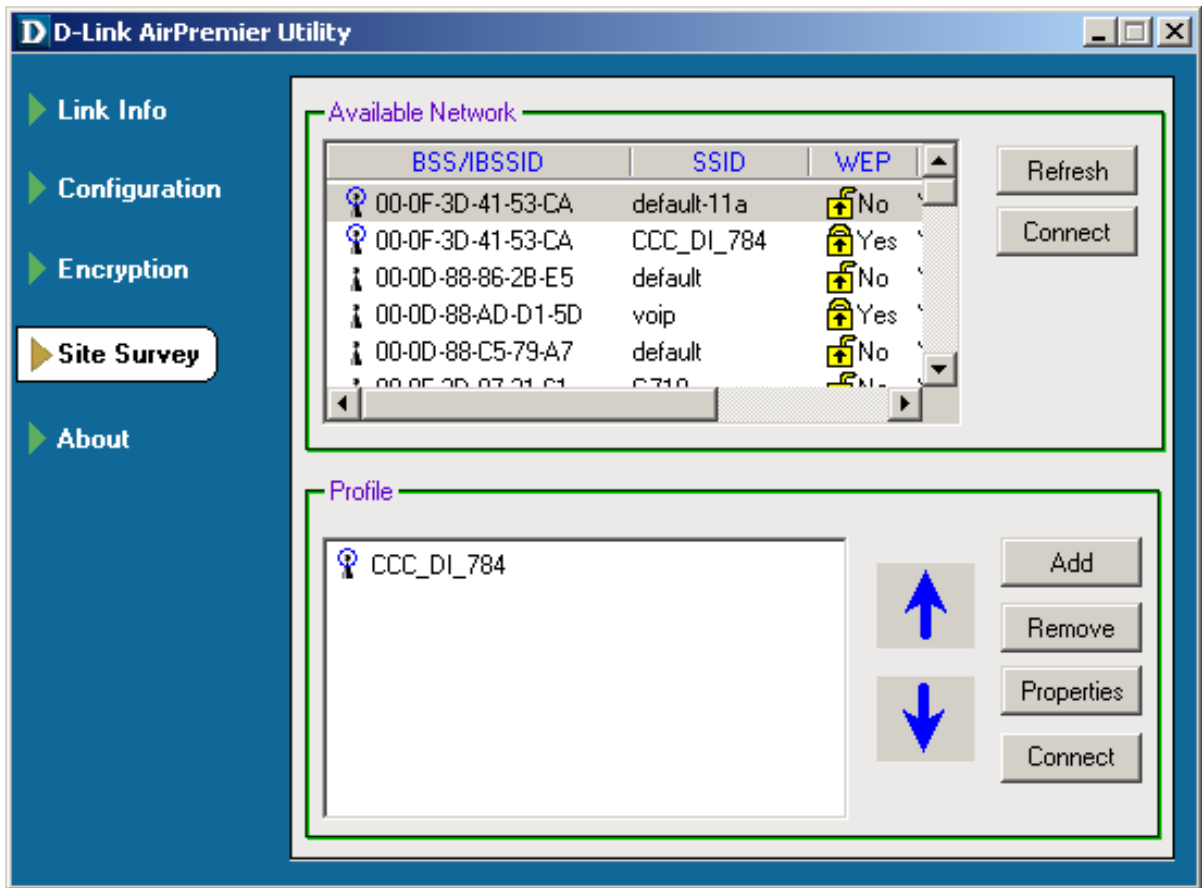 D D-Link AirPremier Utility
Link Info
Configuration
Encryption
Site Survey
About
Available Network
BSS/IBSSID SSID WEP
00-0F-3D-41-53-CA default-11a No
00-0F-3D-41-53-CA CCC_DI_784 Yes
00-0D-88-86-2B-E5 default No
00-0D-88-AD-D1-5D voip Yes
00-0D-88-C5-79-A7 default No
Refresh
Connect
Profile
CCC_DI_784
Add
Remove
Properties
Connect